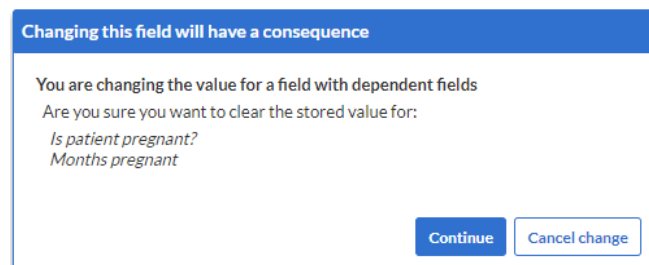 Changing this field will have a consequence
You are changing the value for a field with dependent fields
Are you sure you want to clear the stored value for:
Is patient pregnant?
Months pregnant
Continue Cancel change